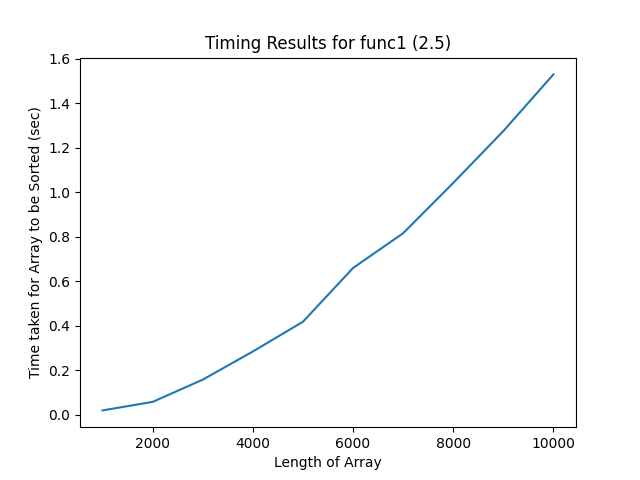 Timing Results for func1 (2.5)
1.6
1.4
1.2
1.0
0.8
0.6
0.4
0.2
0.0
Time taken for Array to be Sorted (sec)
2000 4000 6000 8000 10000
Length of Array